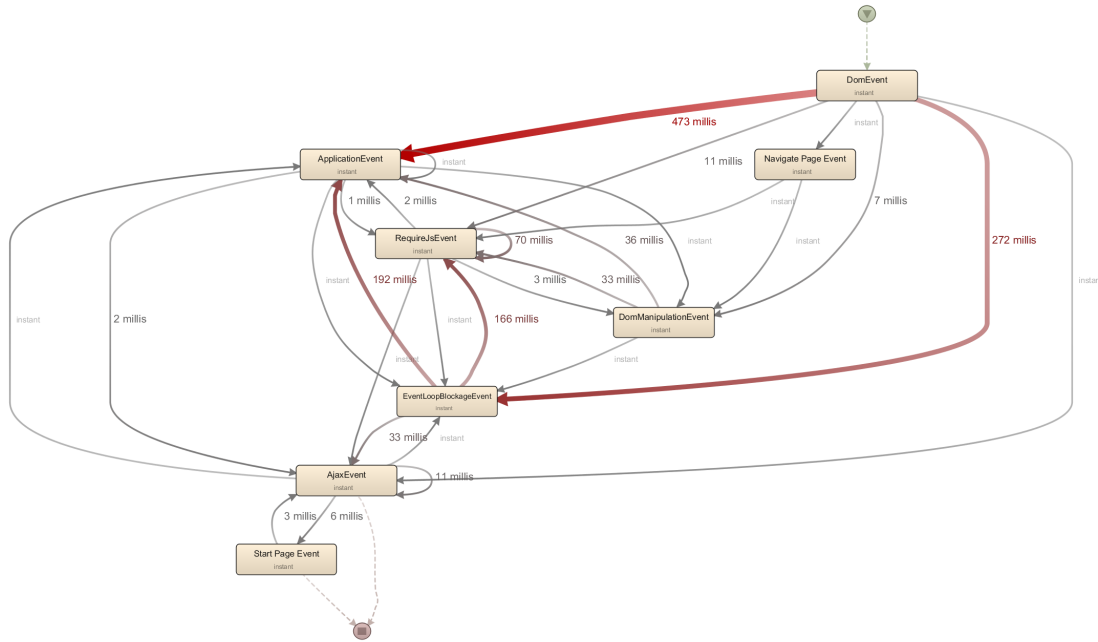 DomEvent
instant
473 millis
instant
ApplicationEvent
instant
instant
11 millis
Navigate Page Event
instant
1 millis
2 millis
instant
7 millis
RequireJsEvent
instant
70 millis
36 millis
instant
instant
272 millis
instant
192 millis
3 millis
33 millis
instar
instant
2 millis
instant
166 millis
DomManipulationEvent
instant
instant
instant
EventLoopBlockageEvent
instant
33 millis
instant
AjaxEvent
instant
11 millis
3 millis
6 millis
Start Page Event
instant